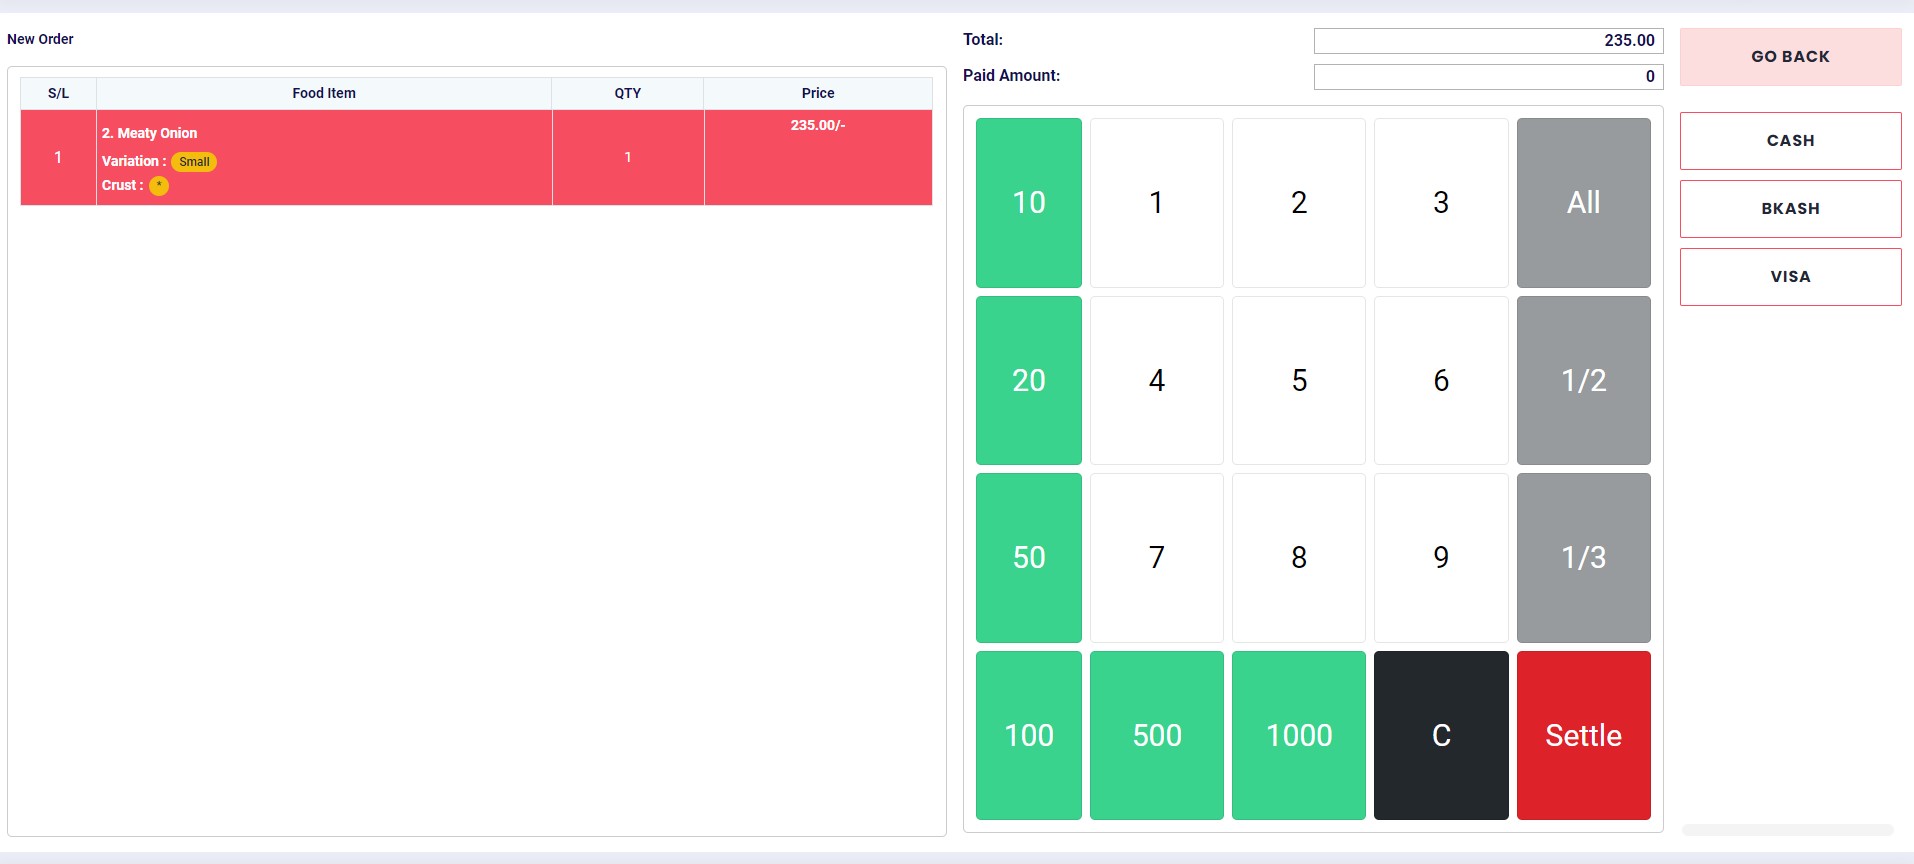 New Order
S/L Food Item QTY Price
1 2. Meaty Onion 1 235.00/-
Variation : Small
Crust : *
Total: 235.00
Paid Amount: 0
10 1 2 3 All
20 4 5 6 1/2
50 7 8 9 1/3
100 500 1000 C Settle
GO BACK
CASH
BKASH
VISA